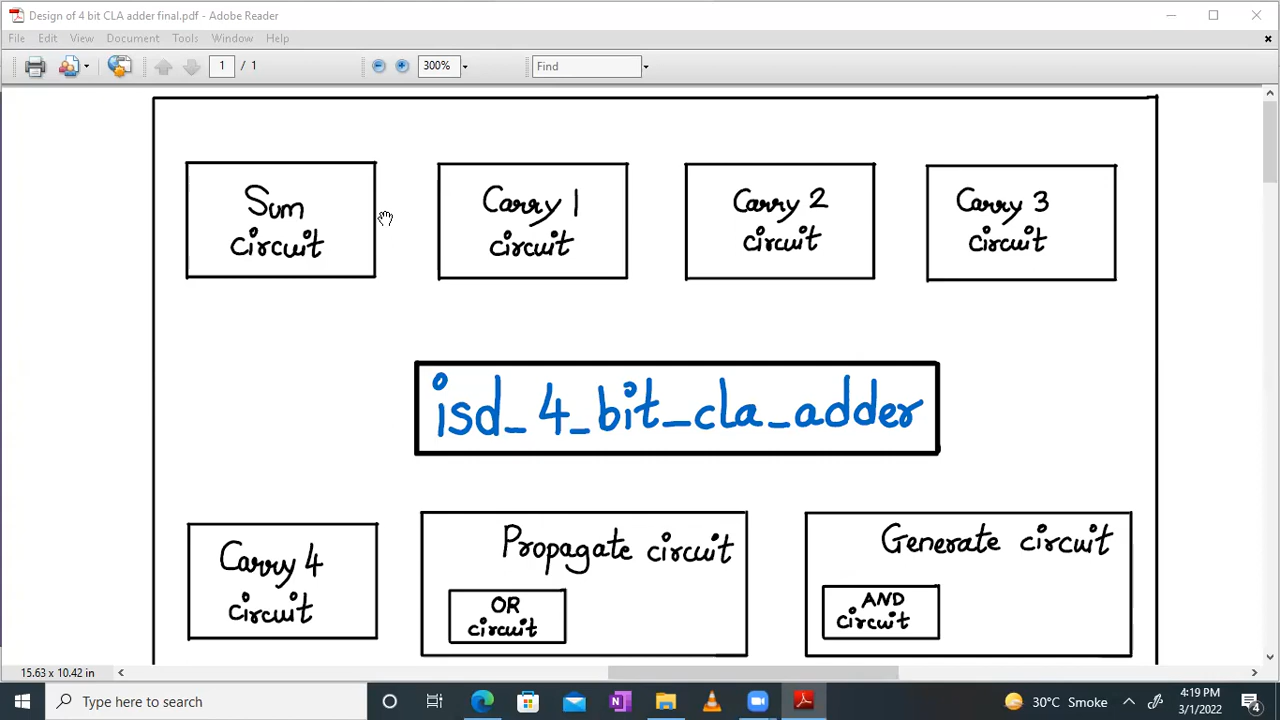 Design of 4 bit CLA adder final.pdf - Adobe Reader
File Edit View Document Tools Window Help
1 / 1 300% Find
Sum
circuit
Carry 1
circuit
Carry 2
circuit
Carry 3
circuit
isd_4_bit_cla_adder
Carry 4
circuit
Propagate circuit
OR
circuit
Generate circuit
AND
circuit
15.63 x 10.42 in
Type here to search
30°C Smoke
4:19 PM
3/1/2022
4